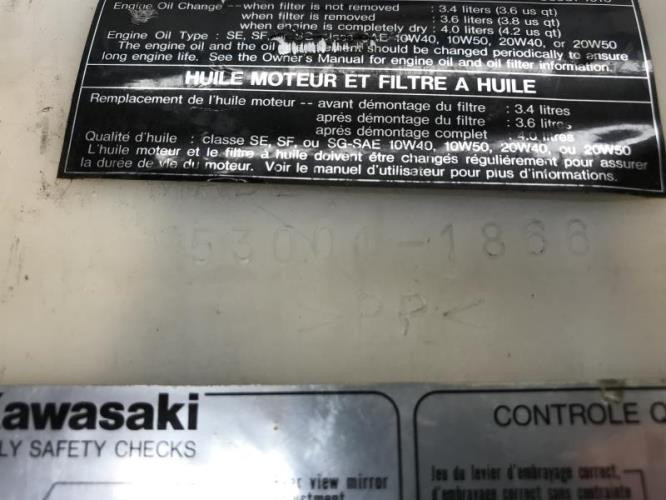 Engine Oil Change -- when filter is not removed : 3.4 liters (3.6 us qt)
when filter is removed : 3.6 liters (3.8 us qt)
when engine is completely dry : 4.0 liters (4.2 us qt)
Engine Oil Type : SE, SF, SAE 10W40, 10W50, 20W40, or 20W50
The engine oil and the oil should be changed periodically to ensure
long engine life. See the Owner's Manual for engine oil and oil filter information.
HUILE MOTEUR ET FILTRE A HUILE
Remplacement de l'huile moteur -- avant démontage du filtre : 3.4 litres
aprés démontage du filtre : 3.6 litres
aprés démontage complet : 4.0 litres
Qualité d'huile : classe SE, SF, ou SG-SAE 10W40, 10W50, 20W40, ou 20W50
L'huile moteur et le filtre à huile doivent être changés régulièrement pour assurer
la durée de vie du moteur. Voir le manuel d'utilisateur pour plus d'informations.
53001-1866
>PP<
Kawasaki
LY SAFETY CHECKS
CONTROLE Q
view mirror
Jeu du levier d'embrayage correct,